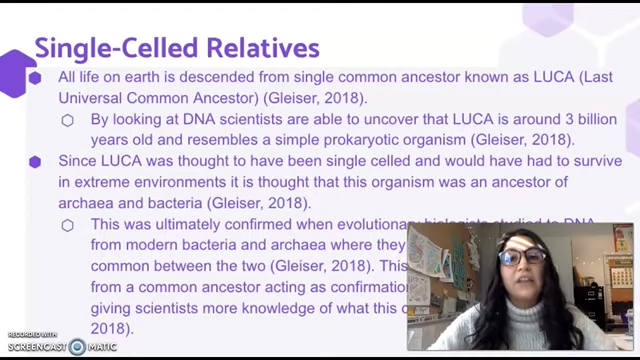 Single-Celled Relatives
All life on earth is descended from single common ancestor known as LUCA (Last
Universal Common Ancestor) (Gleiser, 2018).
By looking at DNA scientists are able to uncover that LUCA is around 3 billion
years old and resembles a simple prokaryotic organism (Gleiser, 2018).
Since LUCA was thought to have been single celled and would have had to survive
in extreme environments it is thought that this organism was an ancestor of
archaea and bacteria (Gleiser, 2018).
This was ultimately confirmed when evolutionary biologists studied to DNA
from modern bacteria and archaea where they
common between the two (Gleiser, 2018). This
from a common ancestor acting as confirmation
giving scientists more knowledge of what this
2018).
RECORDED WITH
SCREENCAST MATIC